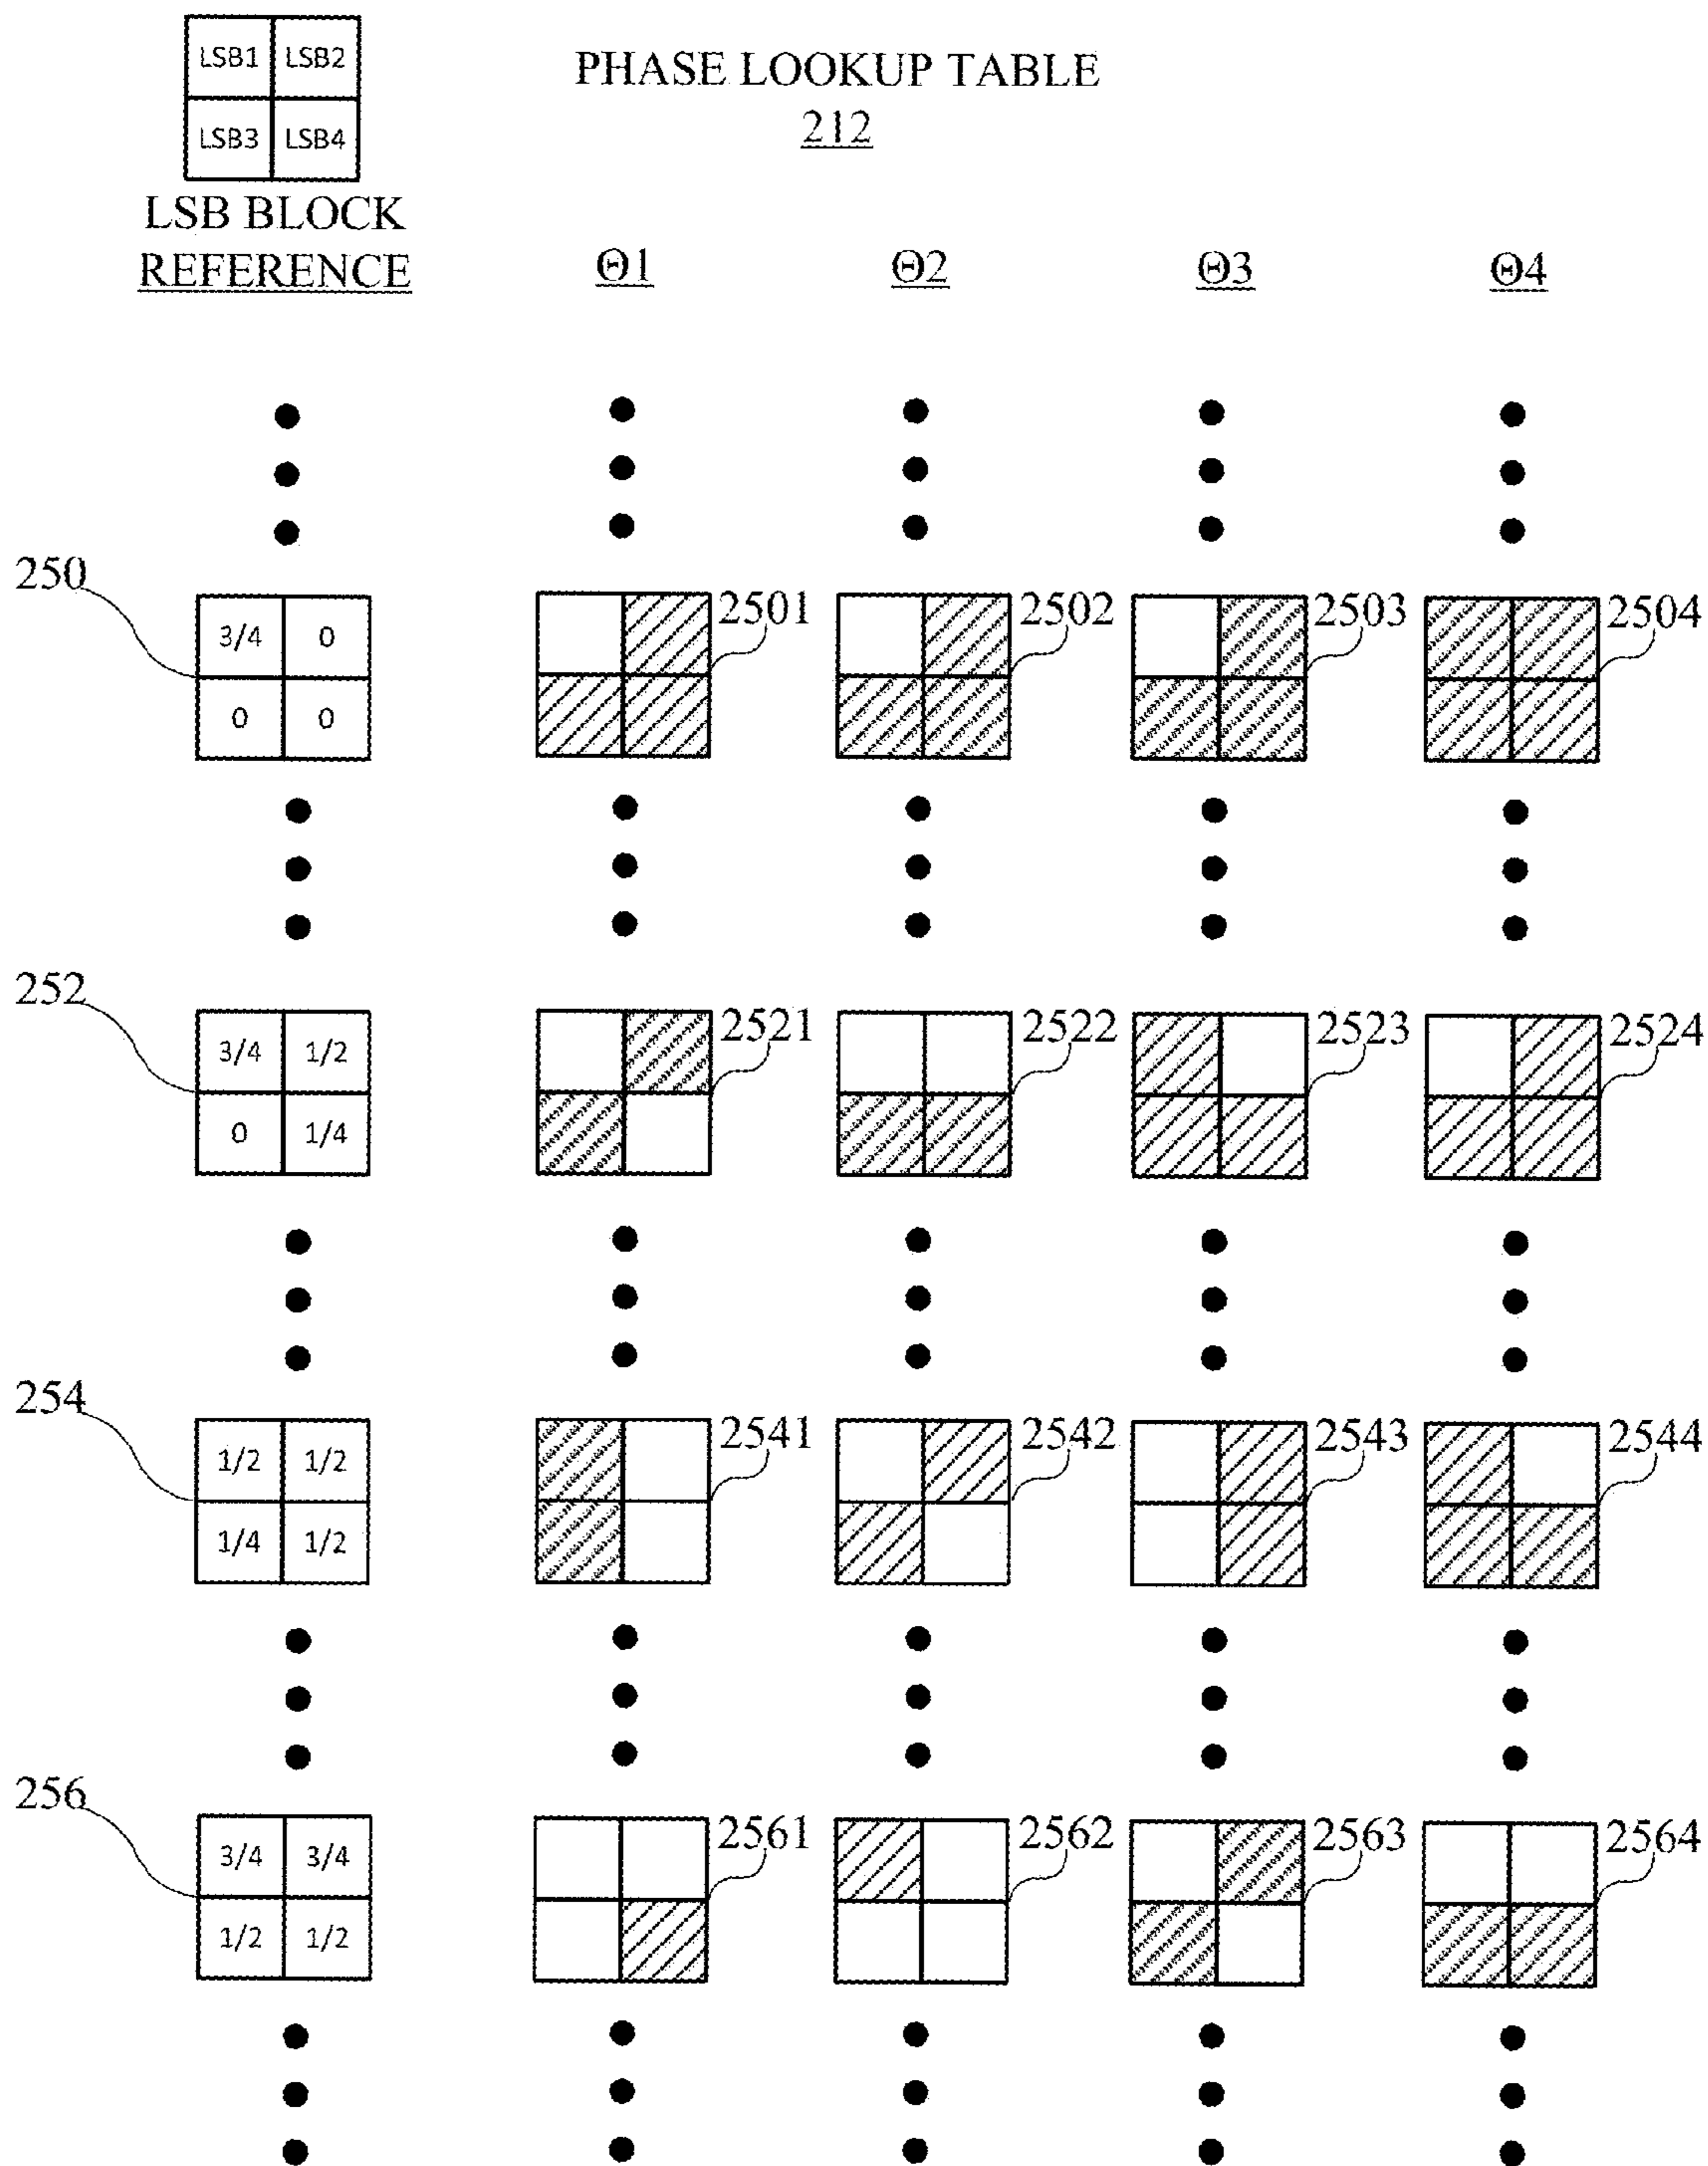 LSB1 LSB2
LSB3 LSB4
LSB BLOCK
REFERENCE
PHASE LOOKUP TABLE
212
Θ1 Θ2 Θ3 Θ4
250
3/4 0
0 0
2501 2502 2503 2504
252
3/4 1/2
0 1/4
2521 2522 2523 2524
254
1/2 1/2
1/4 1/2
2541 2542 2543 2544
256
3/4 3/4
1/2 1/2
2561 2562 2563 2564